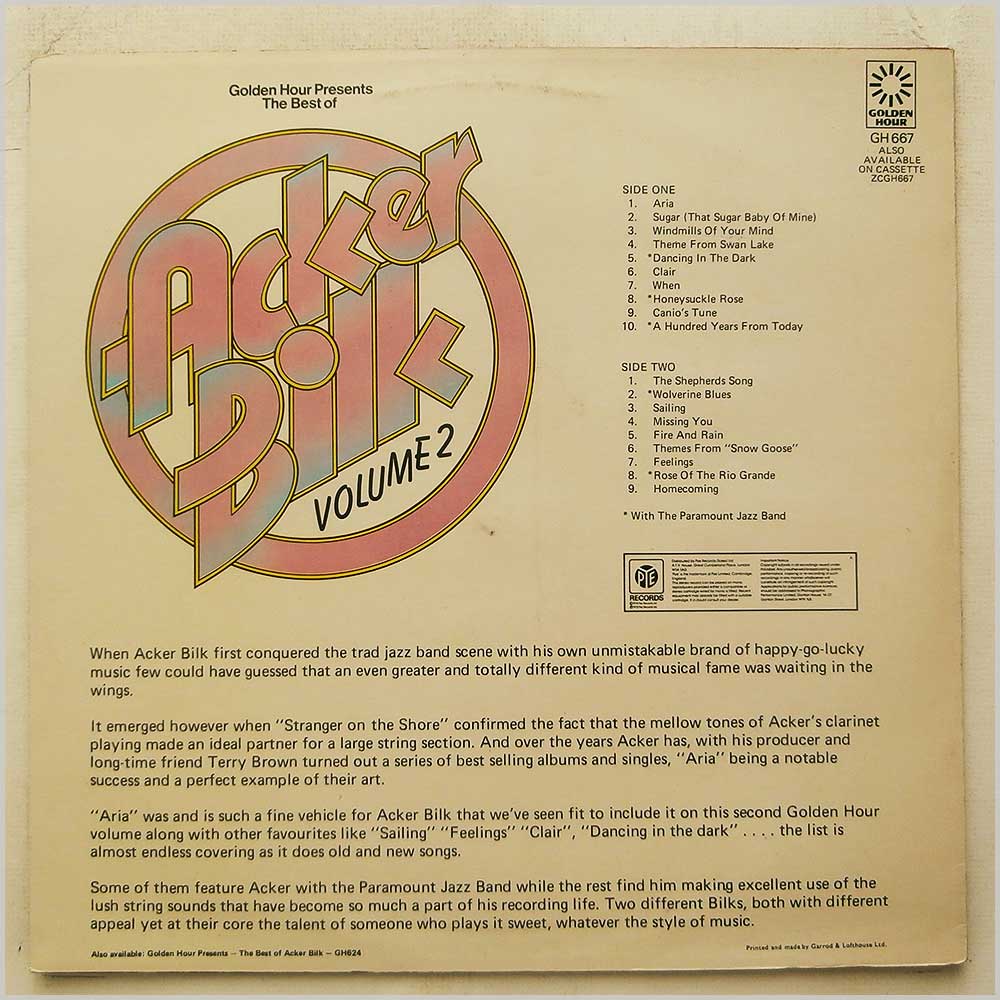 Golden Hour Presents
The Best of
Acker
Bilk
VOLUME 2
GOLDEN
HOUR
GH 667
ALSO
AVAILABLE
ON CASSETTE
ZCGH667
SIDE ONE
1. Aria
2. Sugar (That Sugar Baby Of Mine)
3. Windmills Of Your Mind
4. Theme From Swan Lake
5. *Dancing In The Dark
6. Clair
7. When
8. *Honeysuckle Rose
9. Canio's Tune
10. *A Hundred Years From Today
SIDE TWO
1. The Shepherds Song
2. *Wolverine Blues
3. Sailing
4. Missing You
5. Fire And Rain
6. Themes From "Snow Goose"
7. Feelings
8. *Rose Of The Rio Grande
9. Homecoming
* With The Paramount Jazz Band
PYE
RECORDS
When Acker Bilk first conquered the trad jazz band scene with his own unmistakable brand of happy-go-lucky
music few could have guessed that an even greater and totally different kind of musical fame was waiting in the
wings.
It emerged however when "Stranger on the Shore" confirmed the fact that the mellow tones of Acker's clarinet
playing made an ideal partner for a large string section. And over the years Acker has, with his producer and
long-time friend Terry Brown turned out a series of best selling albums and singles, "Aria" being a notable
success and a perfect example of their art.
"Aria" was and is such a fine vehicle for Acker Bilk that we've seen fit to include it on this second Golden Hour
volume along with other favourites like "Sailing" "Feelings" "Clair", "Dancing in the dark" . . . . the list is
almost endless covering as it does old and new songs.
Some of them feature Acker with the Paramount Jazz Band while the rest find him making excellent use of the
lush string sounds that have become so much a part of his recording life. Two different Bilks, both with different
appeal yet at their core the talent of someone who plays it sweet, whatever the style of music.
Also available: Golden Hour Presents — The Best of Acker Bilk — GH624
Printed and made by Garrod & Lofthouse Ltd.